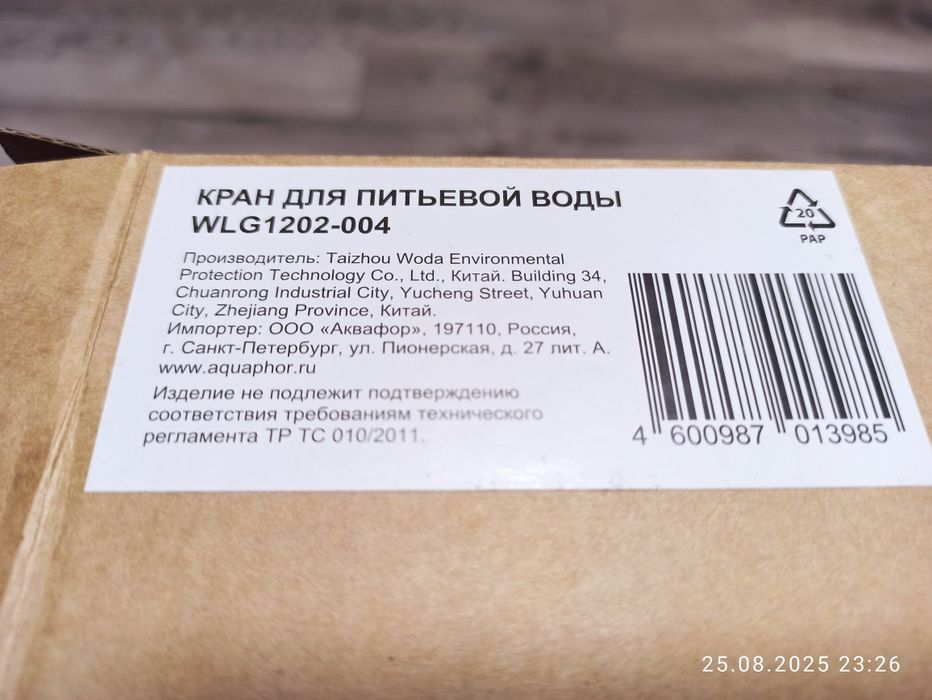 КРАН ДЛЯ ПИТЬЕВОЙ ВОДЫ
WLG1202-004
20
PAP
Производитель: Taizhou Woda Environmental
Protection Technology Co., Ltd., Китай. Building 34,
Chuanrong Industrial City, Yucheng Street, Yuhuan
City, Zhejiang Province, Китай.
Импортер: ООО «Аквафор», 197110, Россия,
г. Санкт-Петербург, ул. Пионерская, д. 27 лит. А.
www.aquaphor.ru
Изделие не подлежит подтверждению
соответствия требованиям технического
регламента ТР ТС 010/2011.
4 600987 013985
25.08.2025 23:26